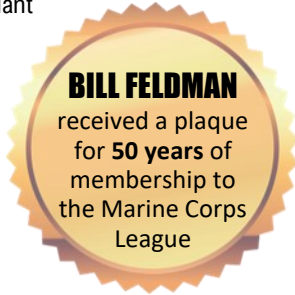 BILL FELDMAN
received a plaque
for 50 years of
membership to
the Marine Corps
League